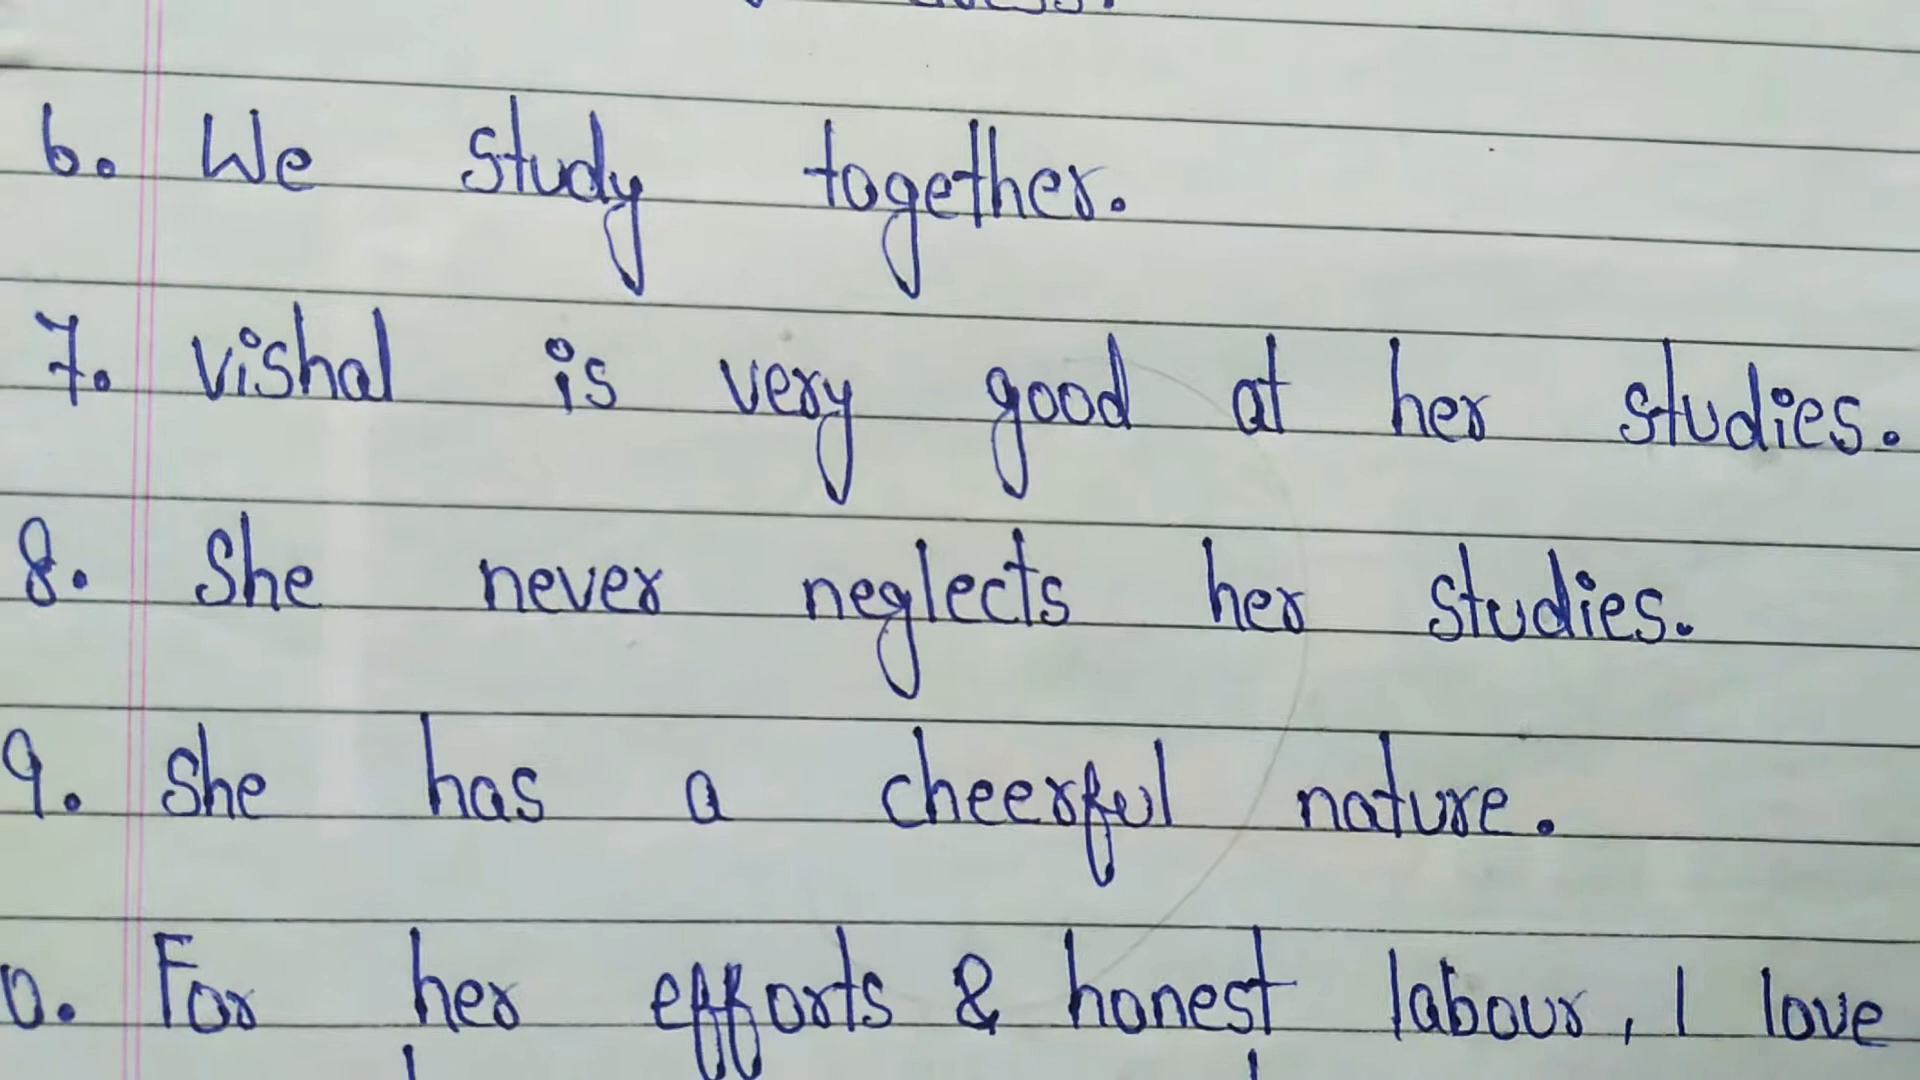 6. We study together.
7. vishal is very good at her studies.
8. She never neglects her studies.
9. She has a cheerful nature.
0. For her efforts & honest labour, I love